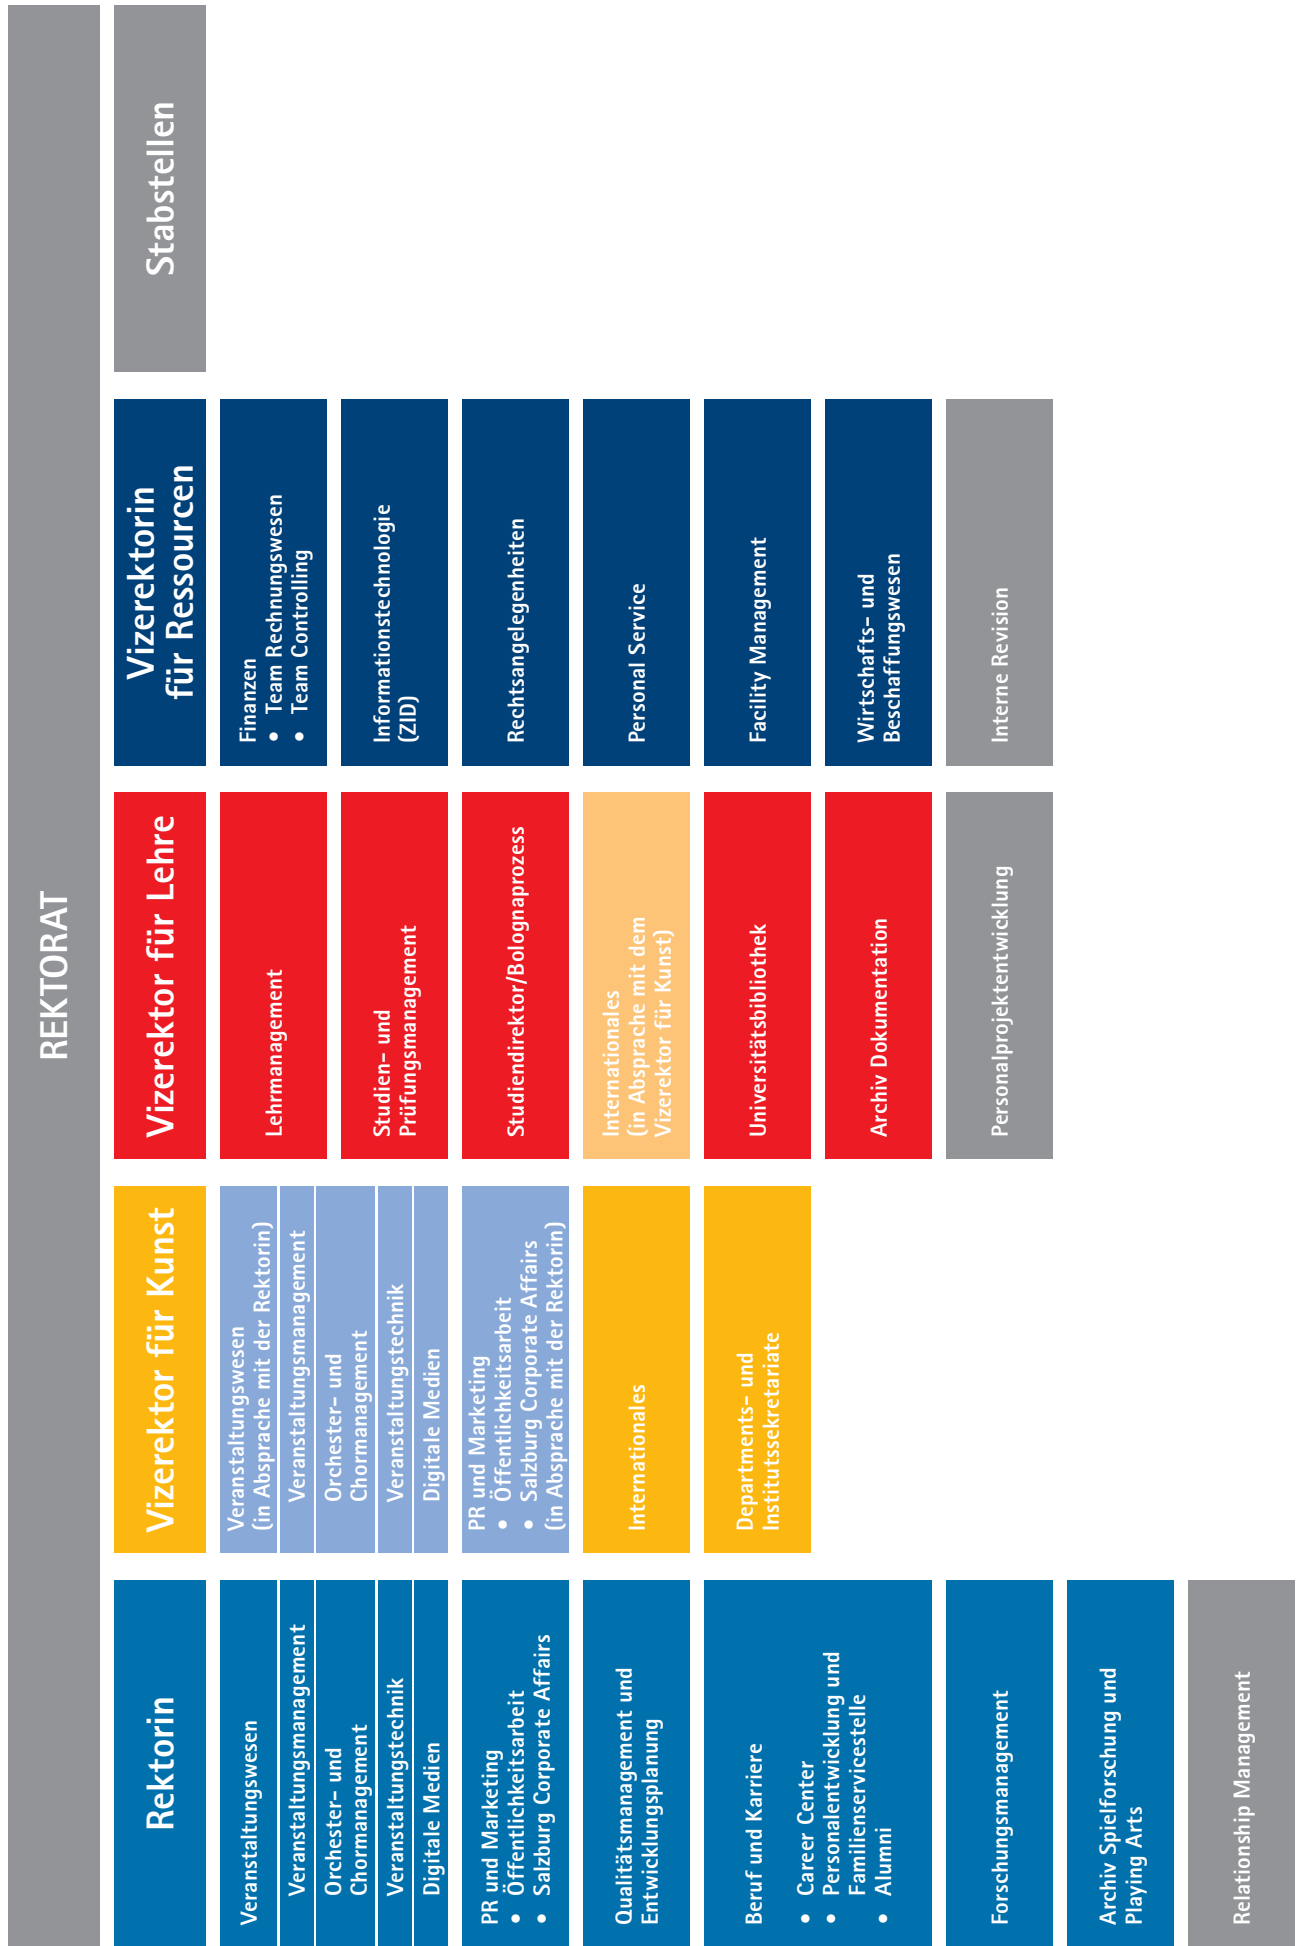 REKTORAT
Rektorin
Veranstaltungswesen
Veranstaltungsmanagement
Orchester- und
Chormanagement
Veranstaltungstechnik
Digitale Medien
PR und Marketing
• Öffentlichkeitsarbeit
• Salzburg Corporate Affairs
Qualitätsmanagement und
Entwicklungsplanung
Beruf und Karriere
• Career Center
• Personalentwicklung und
Familienservicestelle
• Alumni
Forschungsmanagement
Archiv Spielforschung und
Playing Arts
Relationship Management
Vizerektor für Kunst
Veranstaltungswesen
(in Absprache mit der Rektorin)
Veranstaltungsmanagement
Orchester- und
Chormanagement
Veranstaltungstechnik
Digitale Medien
PR und Marketing
• Öffentlichkeitsarbeit
• Salzburg Corporate Affairs
(in Absprache mit der Rektorin)
Internationales
Departments- und
Institutssekretariate
Vizerektor für Lehre
Lehrmanagement
Studien- und
Prüfungsmanagement
Studiendirektor/Bolognaprozess
Internationales
(in Absprache mit dem
Vizerektor für Kunst)
Universitätsbibliothek
Archiv Dokumentation
Personalprojektentwicklung
Vizerektorin
für Ressourcen
Finanzen
• Team Rechnungswesen
• Team Controlling
Informationstechnologie
(ZID)
Rechtsangelegenheiten
Personal Service
Facility Management
Wirtschafts- und
Beschaffungswesen
Interne Revision
Stabstellen